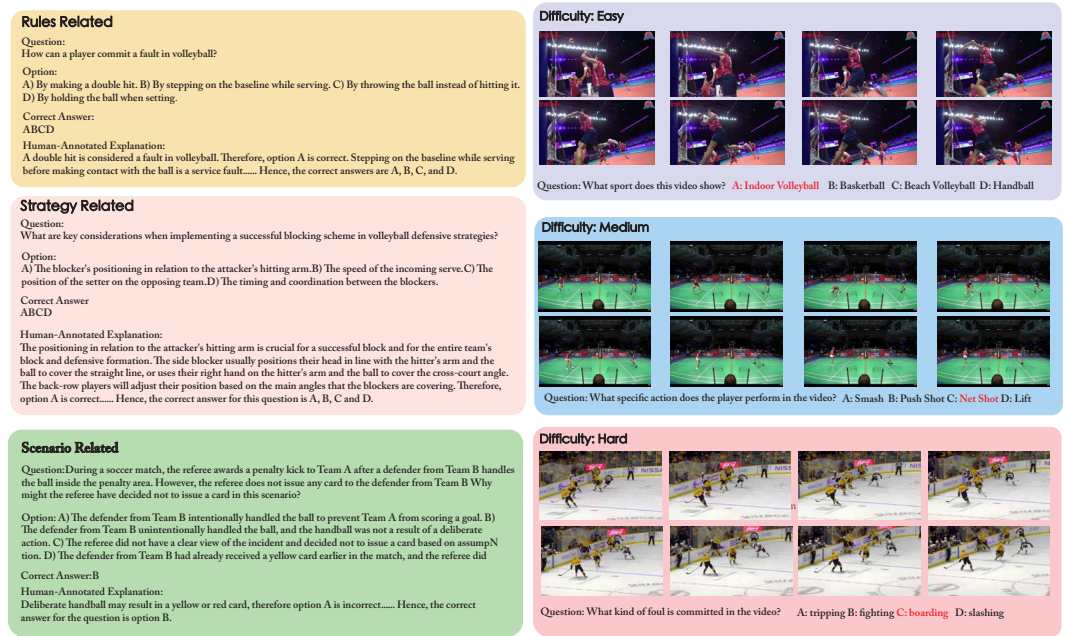 Rules Related
Question:
How can a player commit a fault in volleyball?
Option:
A) By making a double hit. B) By stepping on the baseline while serving. C) By throwing the ball instead of hitting it.
D) By holding the ball when setting.
Correct Answer:
ABCD
Human-Annotated Explanation:
A double hit is considered a fault in volleyball. Therefore, option A is correct. Stepping on the baseline while serving
before making contact with the ball is a service fault...... Hence, the correct answers are A, B, C, and D.
Strategy Related
Question:
What are key considerations when implementing a successful blocking scheme in volleyball defensive strategies?
Option:
A) The blocker's positioning in relation to the attacker's hitting arm.B) The speed of the incoming serve.C) The
position of the setter on the opposing team.D) The timing and coordination between the blockers.
Correct Answer
ABCD
Human-Annotated Explanation:
The positioning in relation to the attacker's hitting arm is crucial for a successful block and for the entire team's
block and defensive formation. The side blocker usually positions their head in line with the hitter's arm and the
ball to cover the straight line, or uses their right hand on the hitter's arm and the ball to cover the cross-court angle.
The back-row players will adjust their position based on the main angles that the blockers are covering. Therefore,
option A is correct...... Hence, the correct answer for this question is A, B, C and D.
Scenario Related
Question:During a soccer match, the referee awards a penalty kick to Team A after a defender from Team B handles
the ball inside the penalty area. However, the referee does not issue any card to the defender from Team B Why
might the referee have decided not to issue a card in this scenario?
Option: A) The defender from Team B intentionally handled the ball to prevent Team A from scoring a goal. B)
The defender from Team B unintentionally handled the ball, and the handball was not a result of a deliberate
action. C) The referee did not have a clear view of the incident and decided not to issue a card based on assumpN
tion. D) The defender from Team B had already received a yellow card earlier in the match, and the referee did
Correct Answer:B
Human-Annotated Explanation:
Deliberate handball may result in a yellow or red card, therefore option A is incorrect...... Hence, the correct
answer for the question is option B.
Difficulty: Easy
Question: What sport does this video show? A: Indoor Volleyball B: Basketball C: Beach Volleyball D: Handball
Difficulty: Medium
Question: What specific action does the player perform in the video? A: Smash B: Push Shot C: Net Shot D: Lift
Difficulty: Hard
NISSA
Question: What kind of foul is committed in the video? A: tripping B: fighting C: boarding D: slashing